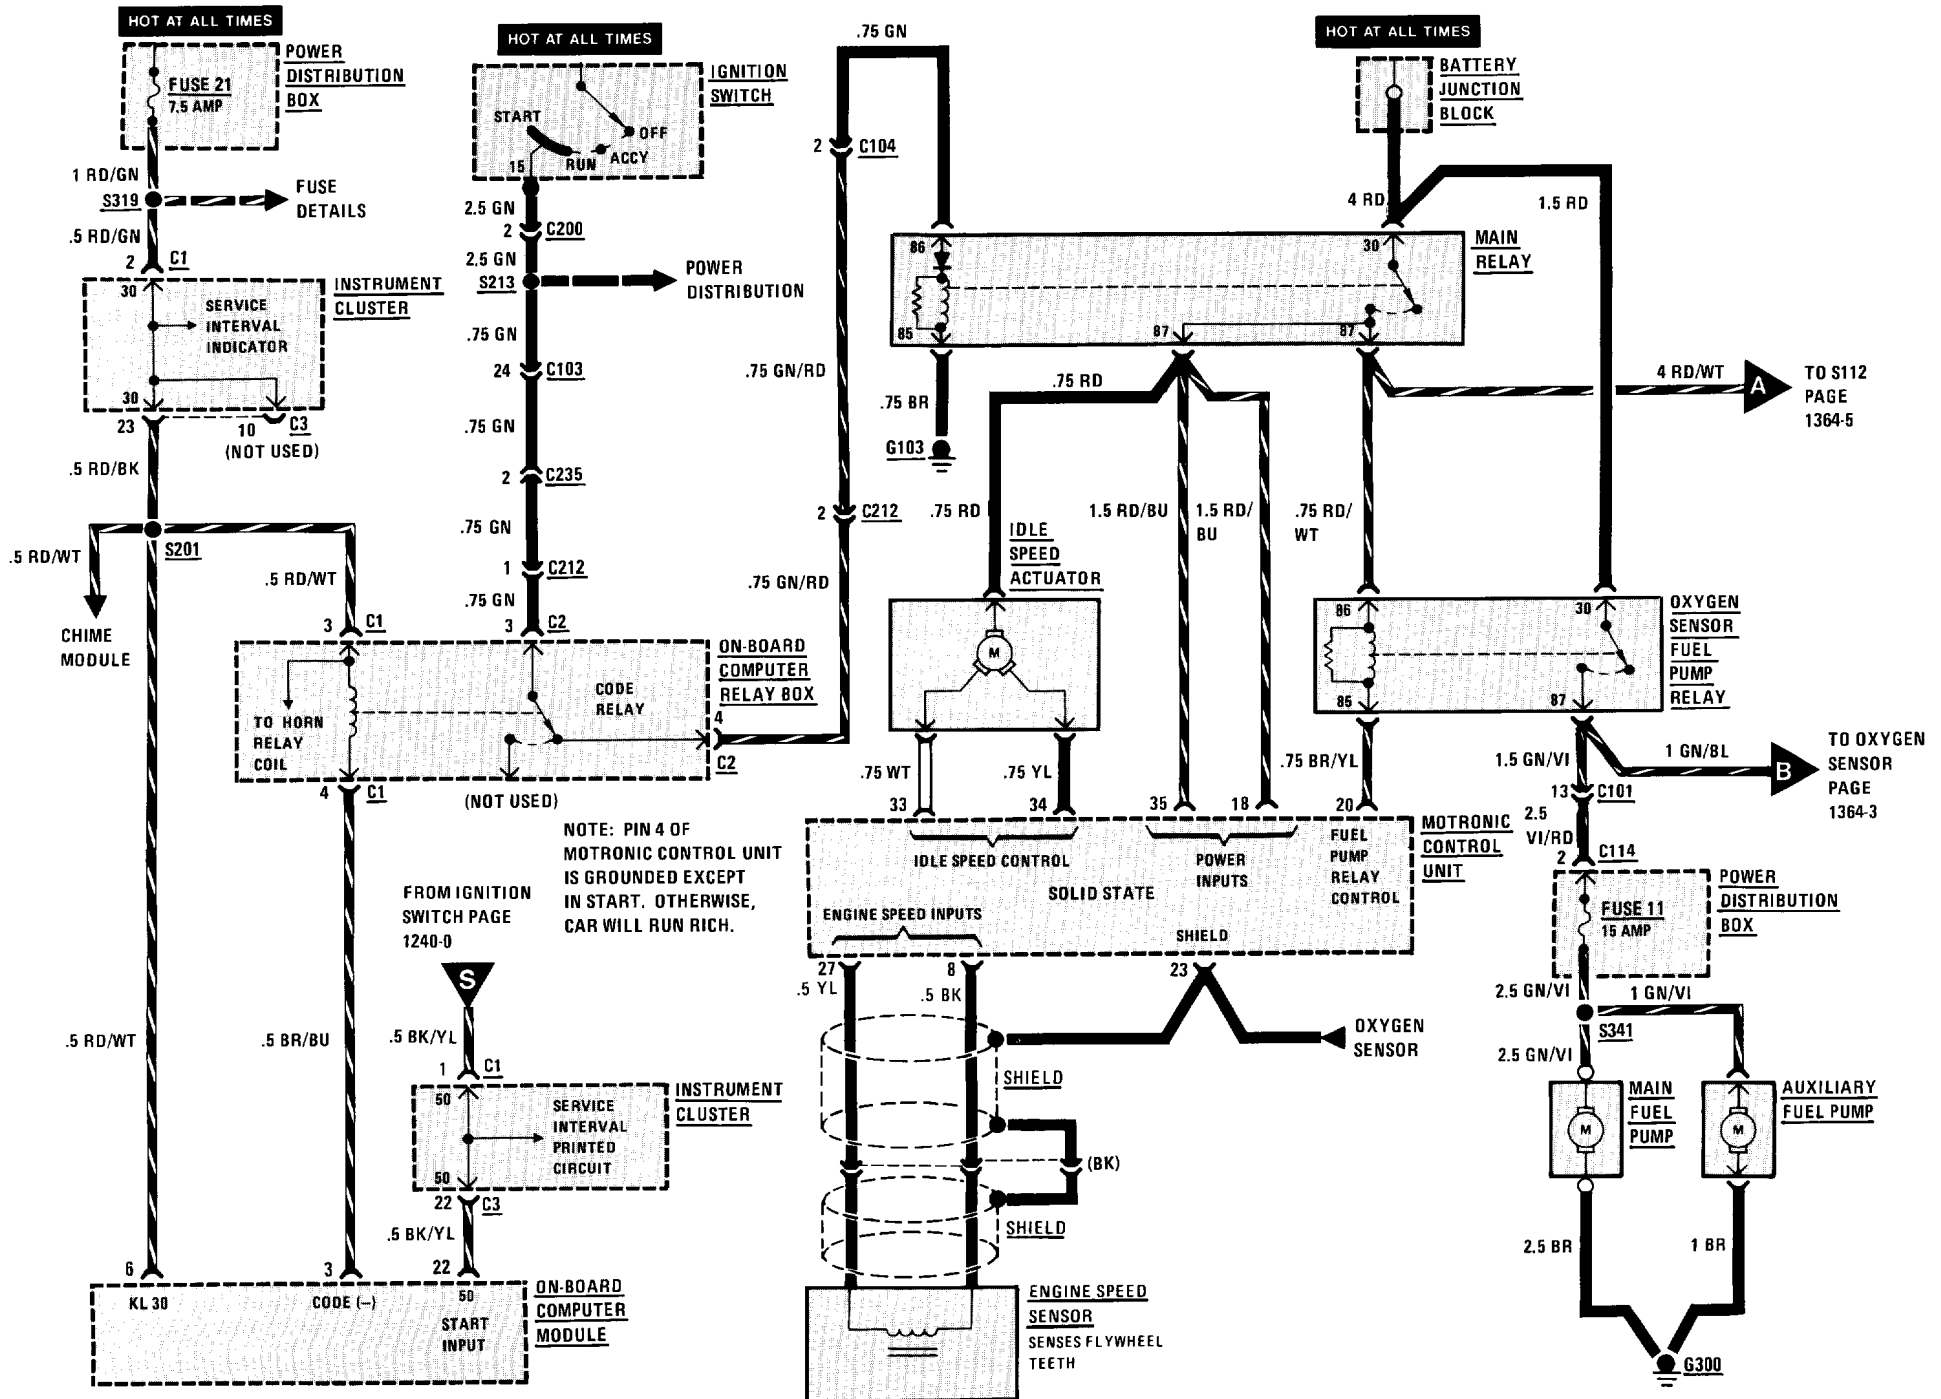 HOT AT ALL TIMES
FUSE 21
7.5 AMP
POWER
DISTRIBUTION
BOX
1 RD/GN
S319
FUSE
DETAILS
.5 RD/GN
2
C1
30
SERVICE
INTERVAL
INDICATOR
30
INSTRUMENT
CLUSTER
23
10
C3
(NOT USED)
.5 RD/BK
S201
.5 RD/WT
CHIME
MODULE
.5 RD/WT
3
C1
HOT AT ALL TIMES
IGNITION
SWITCH
START
OFF
ACCY
RUN
15
2.5 GN
2
C200
2.5 GN
S213
POWER
DISTRIBUTION
.75 GN
24
C103
.75 GN
2
C235
.75 GN
1
C212
.75 GN
3
C2
TO HORN
RELAY
COIL
CODE
RELAY
ON-BOARD
COMPUTER
RELAY BOX
4
C2
4
C1
(NOT USED)
NOTE: PIN 4 OF
MOTRONIC CONTROL UNIT
IS GROUNDED EXCEPT
IN START. OTHERWISE,
CAR WILL RUN RICH.
FROM IGNITION
SWITCH PAGE
1240-0
S
.5 BK/YL
1
C1
50
SERVICE
INTERVAL
PRINTED
CIRCUIT
50
INSTRUMENT
CLUSTER
22
C3
.5 BK/YL
.5 RD/WT
.5 BR/BU
6
3
22
KL 30
CODE (–)
50
START
INPUT
ON-BOARD
COMPUTER
MODULE
.75 GN
2
C104
.75 GN/RD
2
C212
.75 GN/RD
HOT AT ALL TIMES
BATTERY
JUNCTION
BLOCK
4 RD
1.5 RD
86
30
85
87
87
MAIN
RELAY
.75 BR
G103
.75 RD
4 RD/WT
A
TO S112
PAGE
1364-5
.75 RD
1.5 RD/BU
1.5 RD/
BU
.75 RD/
WT
IDLE
SPEED
ACTUATOR
M
86
30
85
87
OXYGEN
SENSOR
FUEL
PUMP
RELAY
.75 WT
.75 YL
.75 BR/YL
1.5 GN/VI
1 GN/BL
B
TO OXYGEN
SENSOR
PAGE
1364-3
33
34
35
18
20
13
C101
2.5
VI/RD
2
C114
IDLE SPEED CONTROL
POWER
INPUTS
FUEL
PUMP
RELAY
CONTROL
SOLID STATE
ENGINE SPEED INPUTS
SHIELD
MOTRONIC
CONTROL
UNIT
FUSE 11
15 AMP
POWER
DISTRIBUTION
BOX
27
8
23
.5 YL
.5 BK
OXYGEN
SENSOR
SHIELD
(BK)
SHIELD
ENGINE SPEED
SENSOR
SENSES FLYWHEEL
TEETH
2.5 GN/VI
1 GN/VI
S341
2.5 GN/VI
M
MAIN
FUEL
PUMP
M
AUXILIARY
FUEL PUMP
2.5 BR
1 BR
G300